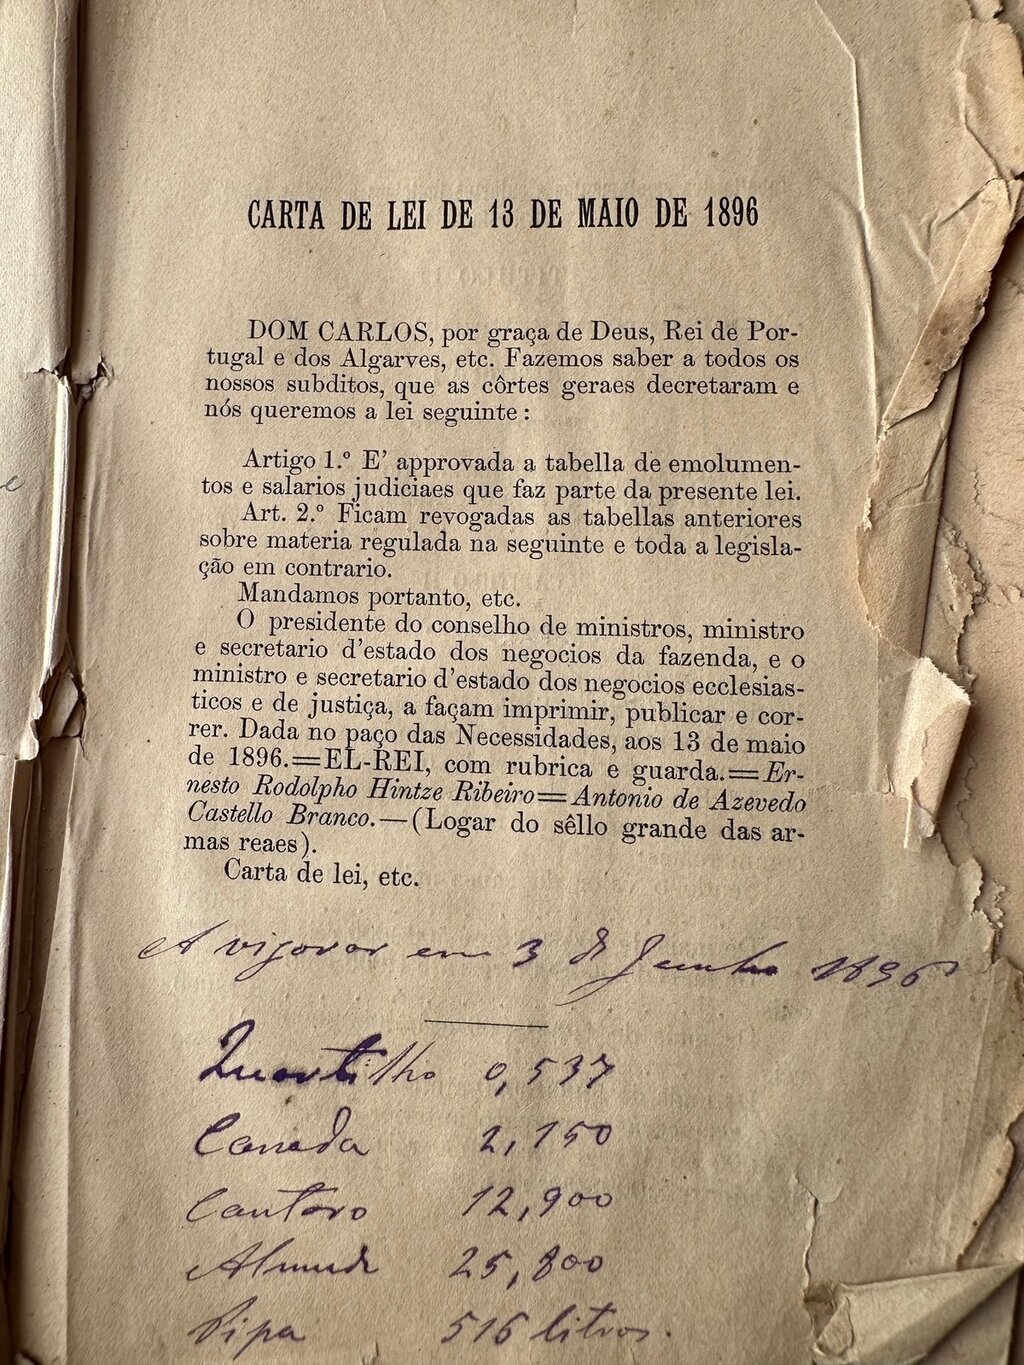 CARTA DE LEI DE 13 DE MAIO DE 1896
DOM CARLOS, por graça de Deus, Rei de Por-
tugal e dos Algarves, etc. Fazemos saber a todos os
nossos subditos, que as côrtes geraes decretaram e
nós queremos a lei seguinte:
Artigo 1.º E' approvada a tabella de emolumen-
tos e salarios judiciaes que faz parte da presente lei.
Art. 2.º Ficam revogadas as tabellas anteriores
sobre materia regulada na seguinte e toda a legisla-
ção em contrario.
Mandamos portanto, etc.
O presidente do conselho de ministros, ministro
e secretario d'estado dos negocios da fazenda, e o
ministro e secretario d'estado dos negocios ecclesias-
ticos e de justiça, a façam imprimir, publicar e cor-
rer. Dada no paço das Necessidades, aos 13 de maio
de 1896.=EL-REI, com rubrica e guarda.=Er-
nesto Rodolpho Hintze Ribeiro=Antonio de Azevedo
Castello Branco.—(Logar do sêllo grande das ar-
mas reaes).
Carta de lei, etc.
A vigorar em 3 de Junho 1896
Quartilho 0,537
Canada 2,150
Cantaro 12,900
Almude 25,800
Pipa 516 litros.